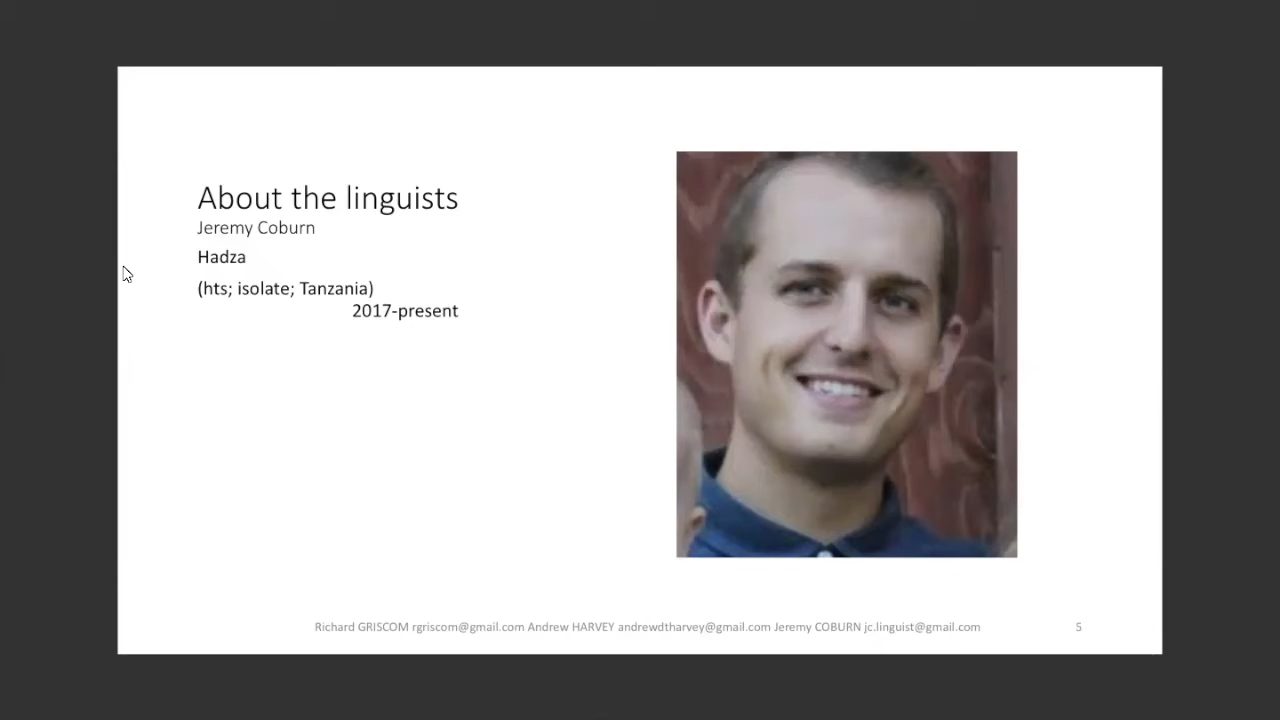 About the linguists
Jeremy Coburn
Hadza
(hts; isolate; Tanzania)
2017-present
Richard GRISCOM rgriscom@gmail.com Andrew HARVEY andrewdtharvey@gmail.com Jeremy COBURN jc.linguist@gmail.com
5